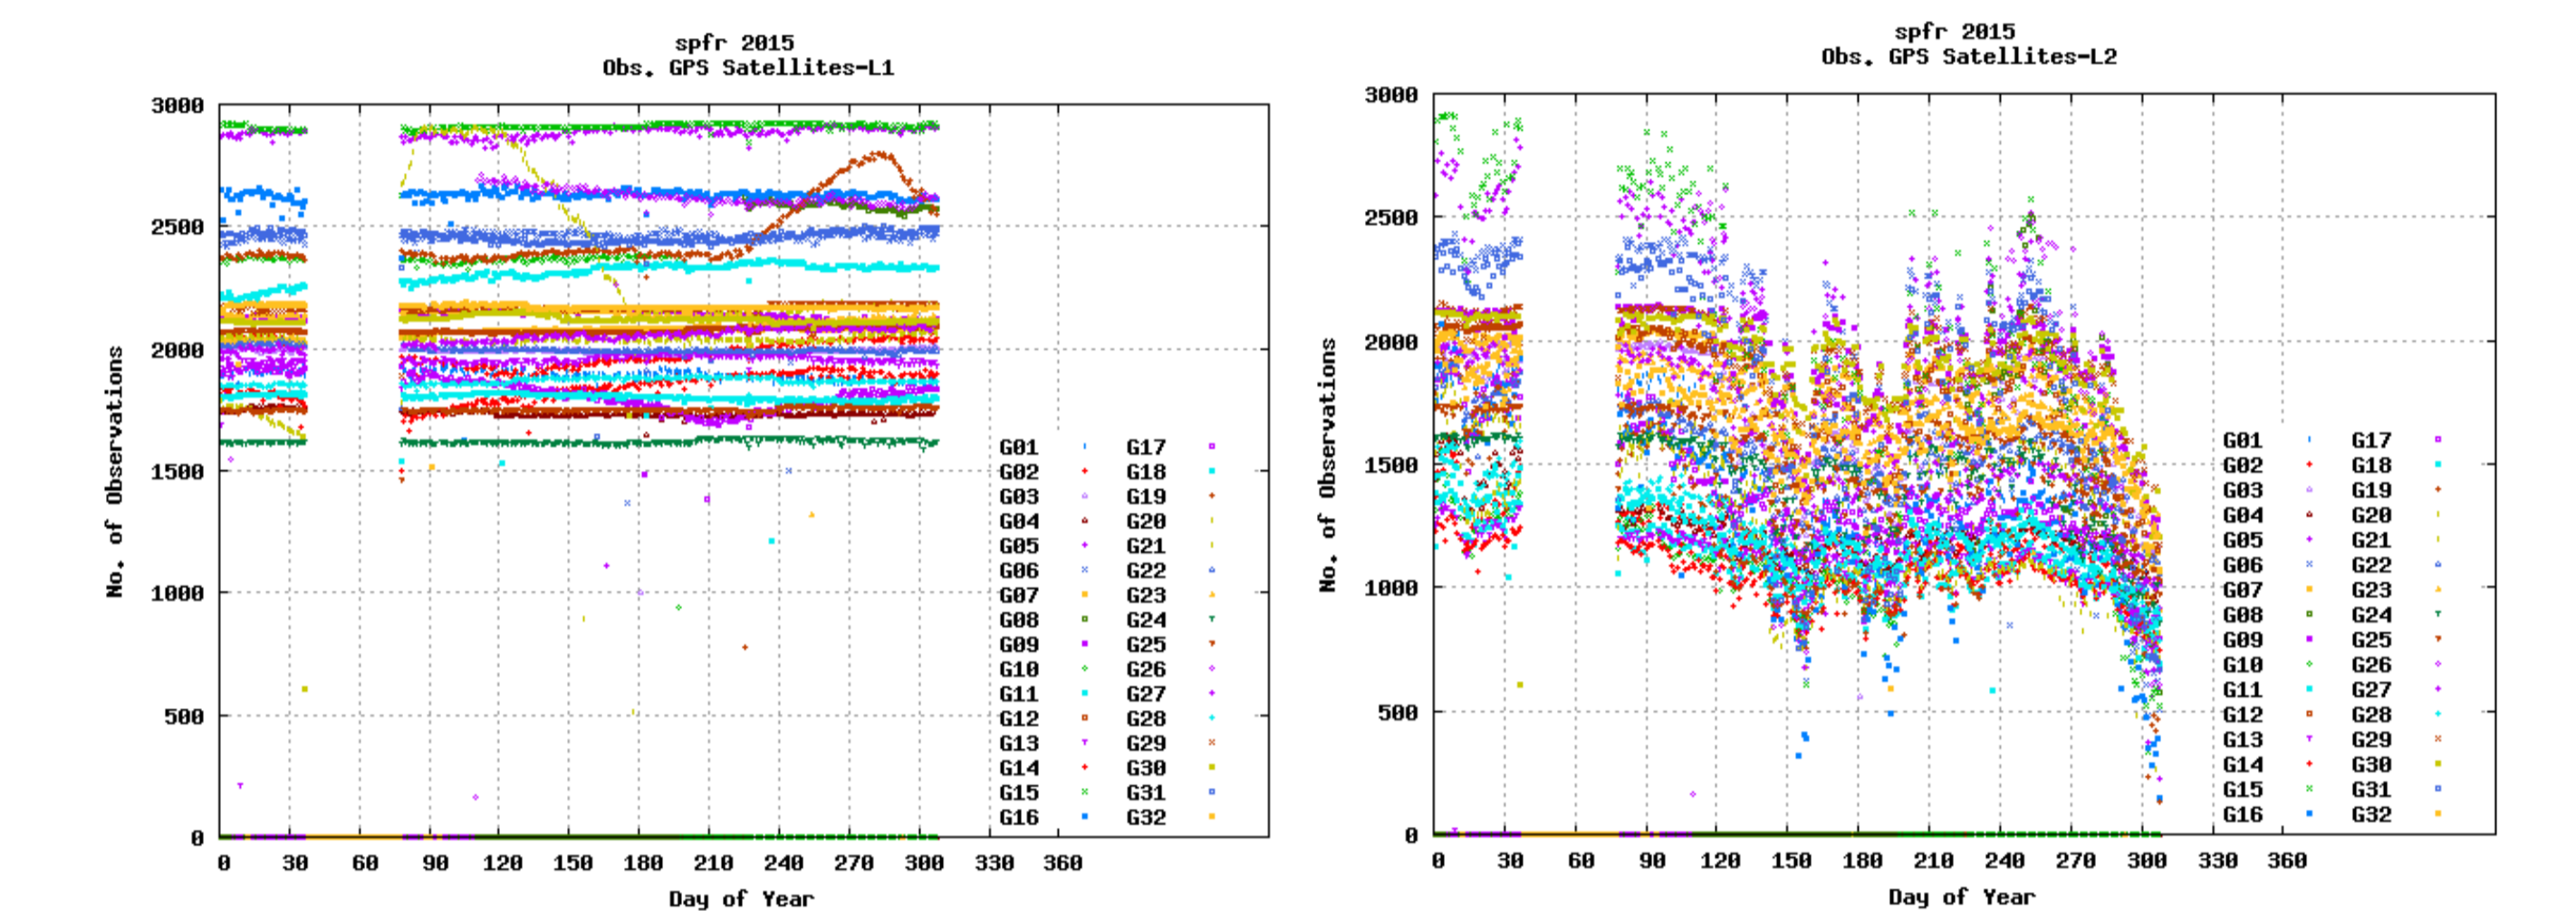 spfr 2015
Obs. GPS Satellites-L1
3000
2500
2000
1500
1000
500
0
No. of Observations
0 30 60 90 120 150 180 210 240 270 300 330 360
Day of Year
G01 G17
G02 G18
G03 G19
G04 G20
G05 G21
G06 G22
G07 G23
G08 G24
G09 G25
G10 G26
G11 G27
G12 G28
G13 G29
G14 G30
G15 G31
G16 G32
spfr 2015
Obs. GPS Satellites-L2
3000
2500
2000
1500
1000
500
0
No. of Observations
0 30 60 90 120 150 180 210 240 270 300 330 360
Day of Year
G01 G17
G02 G18
G03 G19
G04 G20
G05 G21
G06 G22
G07 G23
G08 G24
G09 G25
G10 G26
G11 G27
G12 G28
G13 G29
G14 G30
G15 G31
G16 G32